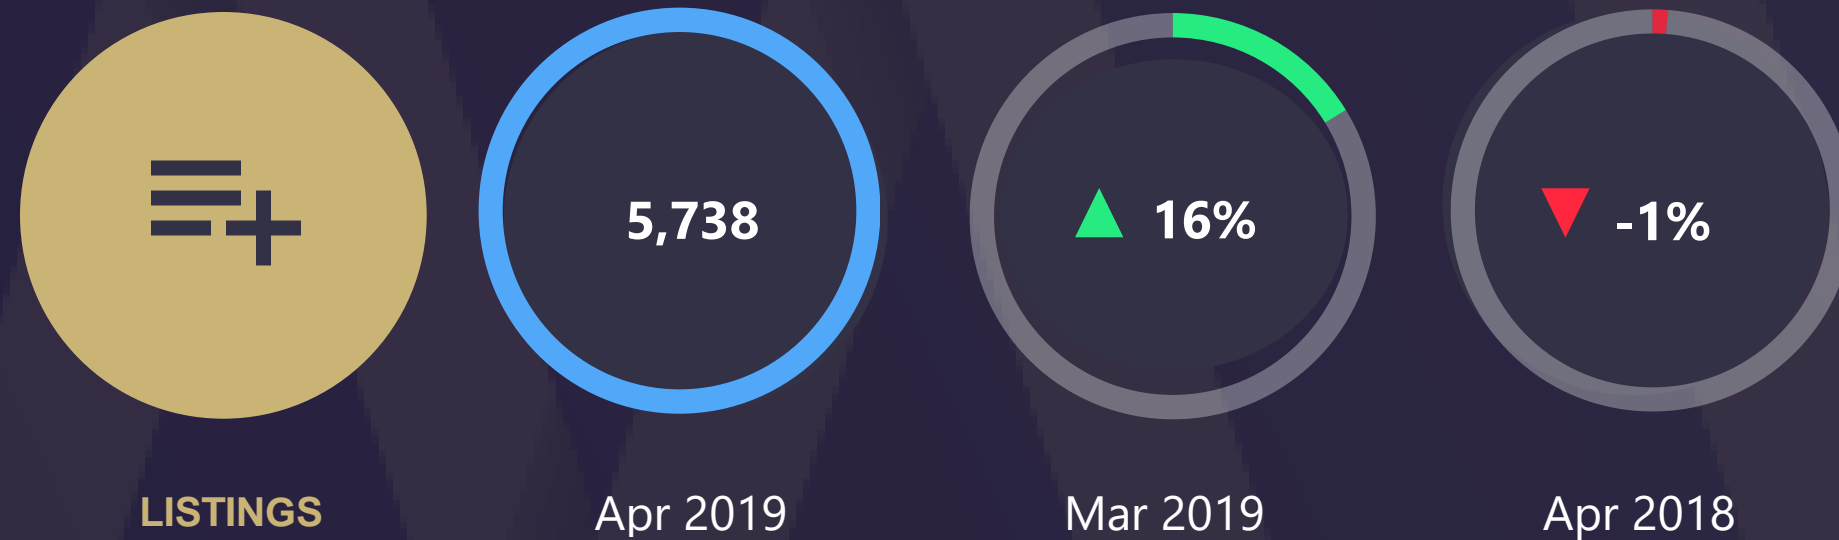 5,738
▲ 16%
▼ -1%
LISTINGS
Apr 2019
Mar 2019
Apr 2018